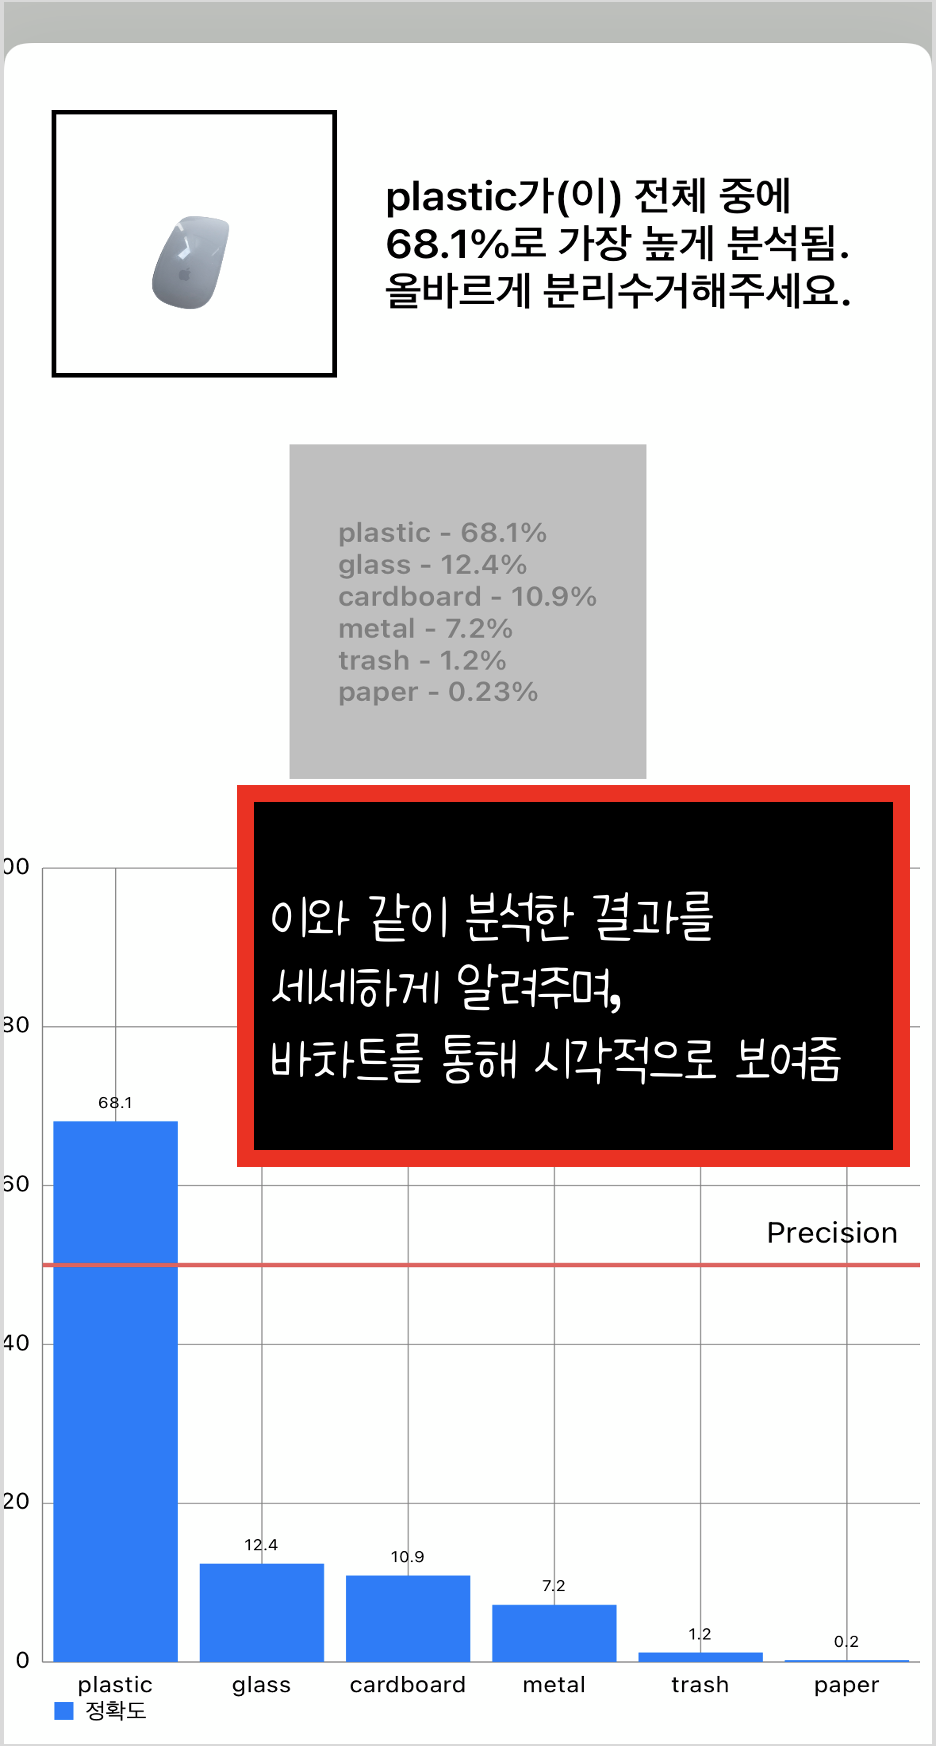 plastic가(이) 전체 중에
68.1%로 가장 높게 분석됨.
올바르게 분리수거해주세요.
plastic - 68.1%
glass - 12.4%
cardboard - 10.9%
metal - 7.2%
trash - 1.2%
paper - 0.23%
이와 같이 분석한 결과를
세세하게 알려주며,
바차트를 통해 시각적으로 보여줌
00
80
68.1
60
Precision
40
20
12.4
10.9
7.2
1.2
0.2
0
plastic glass cardboard metal trash paper
정확도